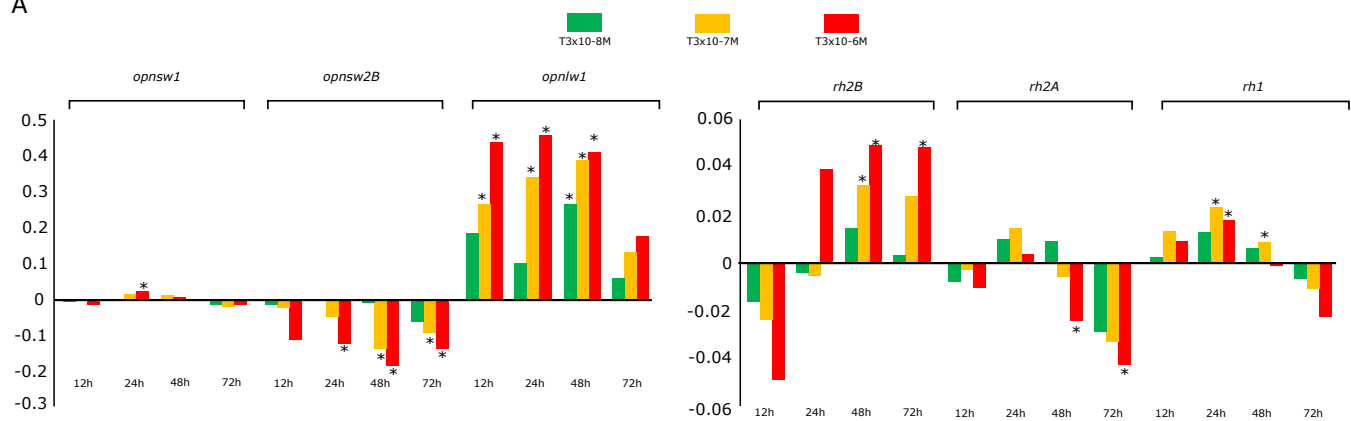 A
T3x10-8M T3x10-7M T3x10-6M
opnsw1 opnsw2B opnlw1
rh2B rh2A rh1
0.5
0.4
0.3
0.2
0.1
0
-0.1
-0.2
-0.3
* * * * * * * * * * * * *
12h 24h 48h 72h 12h 24h 48h 72h 12h 24h 48h 72h
0.06
0.04
0.02
0
-0.02
-0.04
-0.06
* * * * * * * *
12h 24h 48h 72h 12h 24h 48h 72h 12h 24h 48h 72h